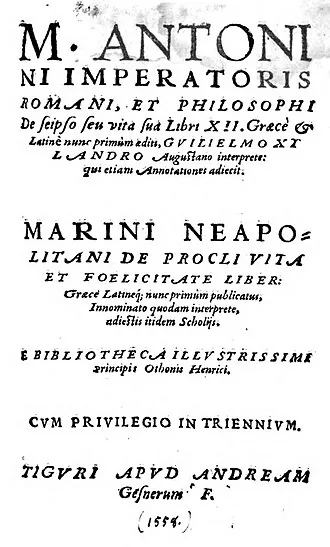 M. ANTONI
NI IMPERATORIS
ROMANI, ET PHILOSOPHI
De seipso seu vita sua Libri XII. Græcè &
Latinè nunc primùm editi, GVILIELMO XY
LANDRO Augustano interprete:
qui etiam Annotationes adiecit.
MARINI NEAPO=
LITANI DE PROCLI VITA
ET FOELICITATE LIBER:
Græcè Latineq; nunc primùm publicatus,
Innominato quodam interprete,
adiectis itidem Scholijs.
E BIBLIOTHECA ILLVSTRISSIMI
principis Othonis Henrici.
CVM PRIVILEGIO IN TRIENNIVM.
TIGVRI APVD ANDREAM
Gesnerum F.
(1558.)